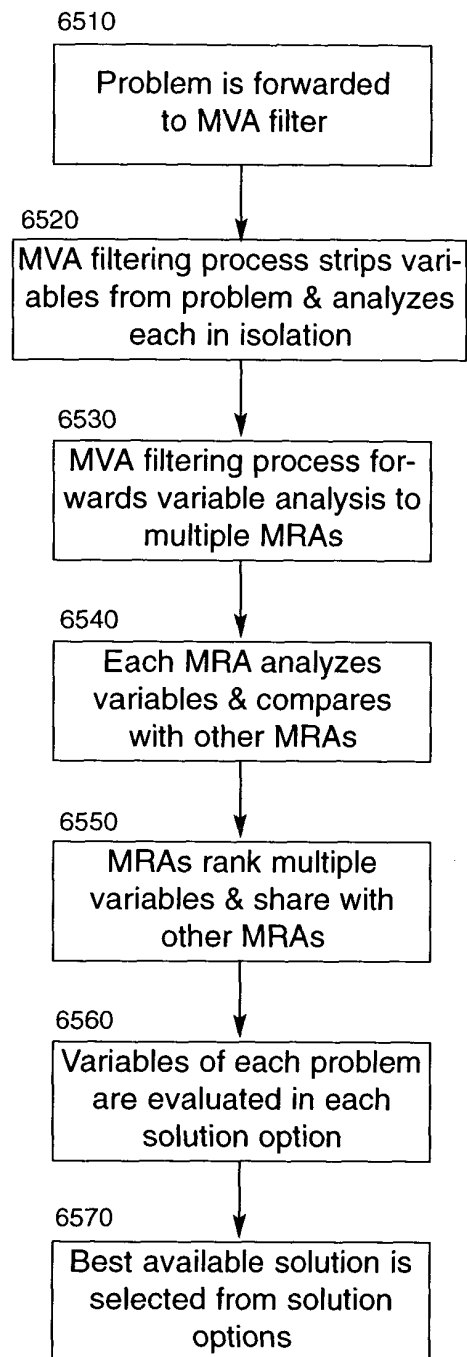 6510
Problem is forwarded
to MVA filter
6520
MVA filtering process strips vari-
ables from problem & analyzes
each in isolation
6530
MVA filtering process for-
wards variable analysis to
multiple MRAs
6540
Each MRA analyzes
variables & compares
with other MRAs
6550
MRAs rank multiple
variables & share with
other MRAs
6560
Variables of each problem
are evaluated in each
solution option
6570
Best available solution is
selected from solution
options